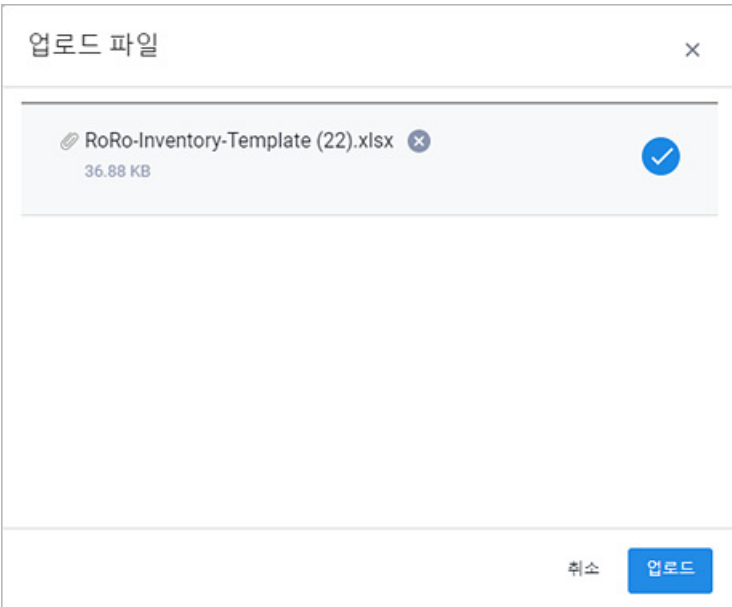 업로드 파일
RoRo-Inventory-Template (22).xlsx
36.88 KB
취소
업로드